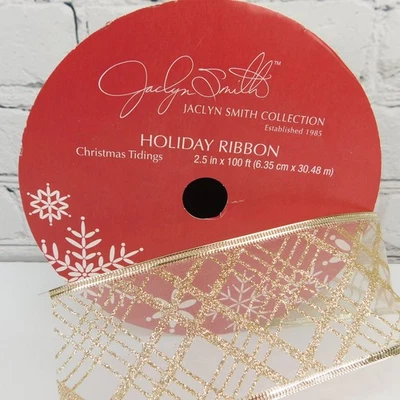 Jaclyn Smith™
JACLYN SMITH COLLECTION
Established 1985
HOLIDAY RIBBON
Christmas Tidings 2.5 in x 100 ft (6.35 cm x 30.48 m)